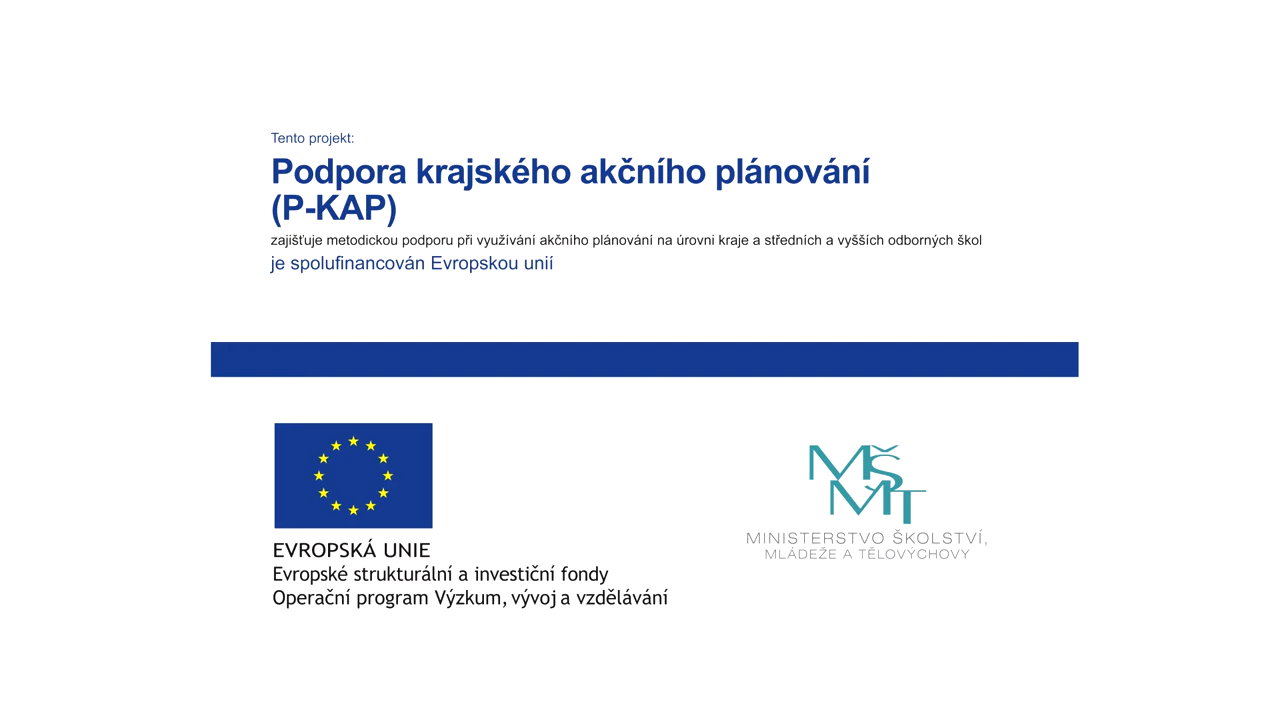 Tento projekt:
Podpora krajského akčního plánování
(P-KAP)
zajišťuje metodickou podporu při využívání akčního plánování na úrovni kraje a středních a vyšších odborných škol
je spolufinancován Evropskou unií
EVROPSKÁ UNIE
Evropské strukturální a investiční fondy
Operační program Výzkum, vývoj a vzdělávání
MŠ
MT
MINISTERSTVO ŠKOLSTVÍ,
MLÁDEŽE A TĚLOVÝCHOVY